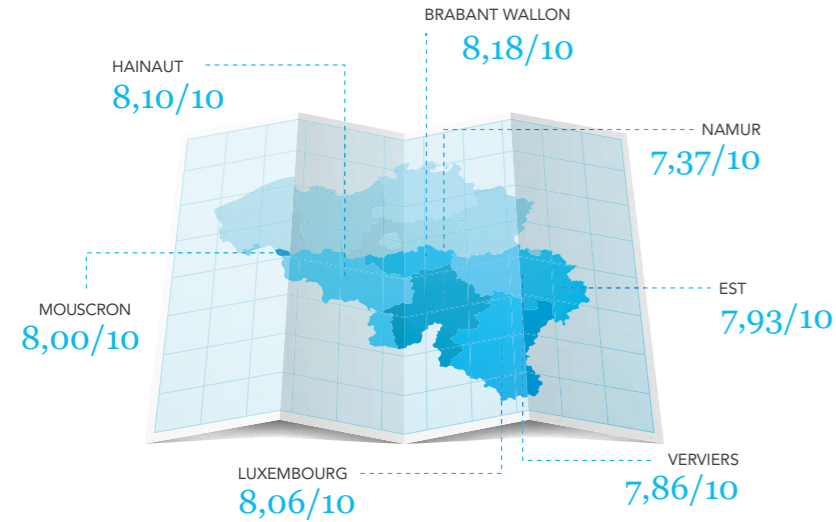 BRABANT WALLON
8,18/10
HAINAUT
8,10/10
NAMUR
7,37/10
EST
7,93/10
MOUSCRON
8,00/10
VERVIERS
7,86/10
LUXEMBOURG
8,06/10